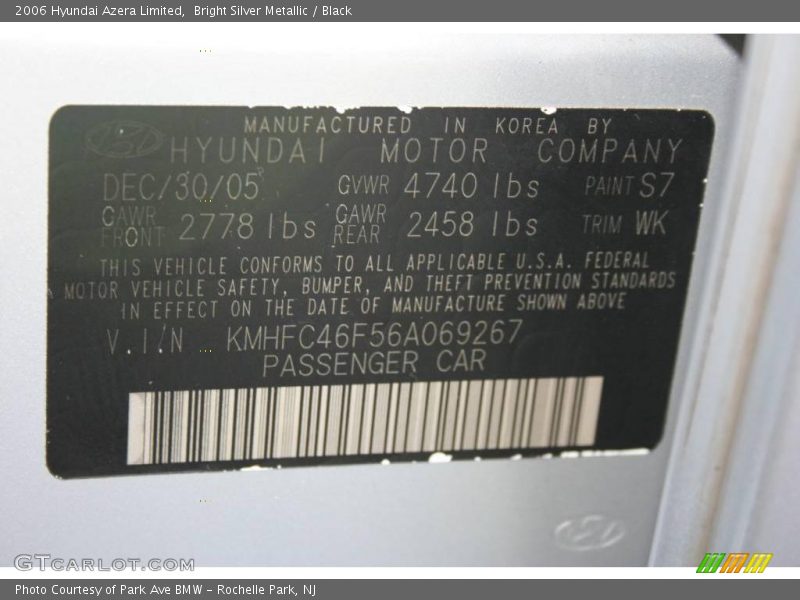 2006 Hyundai Azera Limited,  Bright Silver Metallic / Black
MANUFACTURED IN KOREA BY
HYUNDAI MOTOR COMPANY
DEC/30/05 GVWR 4740 lbs PAINT S7
GAWR FRONT 2778 lbs GAWR REAR 2458 lbs TRIM WK
THIS VEHICLE CONFORMS TO ALL APPLICABLE U.S.A. FEDERAL
MOTOR VEHICLE SAFETY, BUMPER, AND THEFT PREVENTION STANDARDS
IN EFFECT ON THE DATE OF MANUFACTURE SHOWN ABOVE
V.I/N KMHFC46F56A069267
PASSENGER CAR
GTcarlot.com
Photo Courtesy of Park Ave BMW - Rochelle Park, NJ